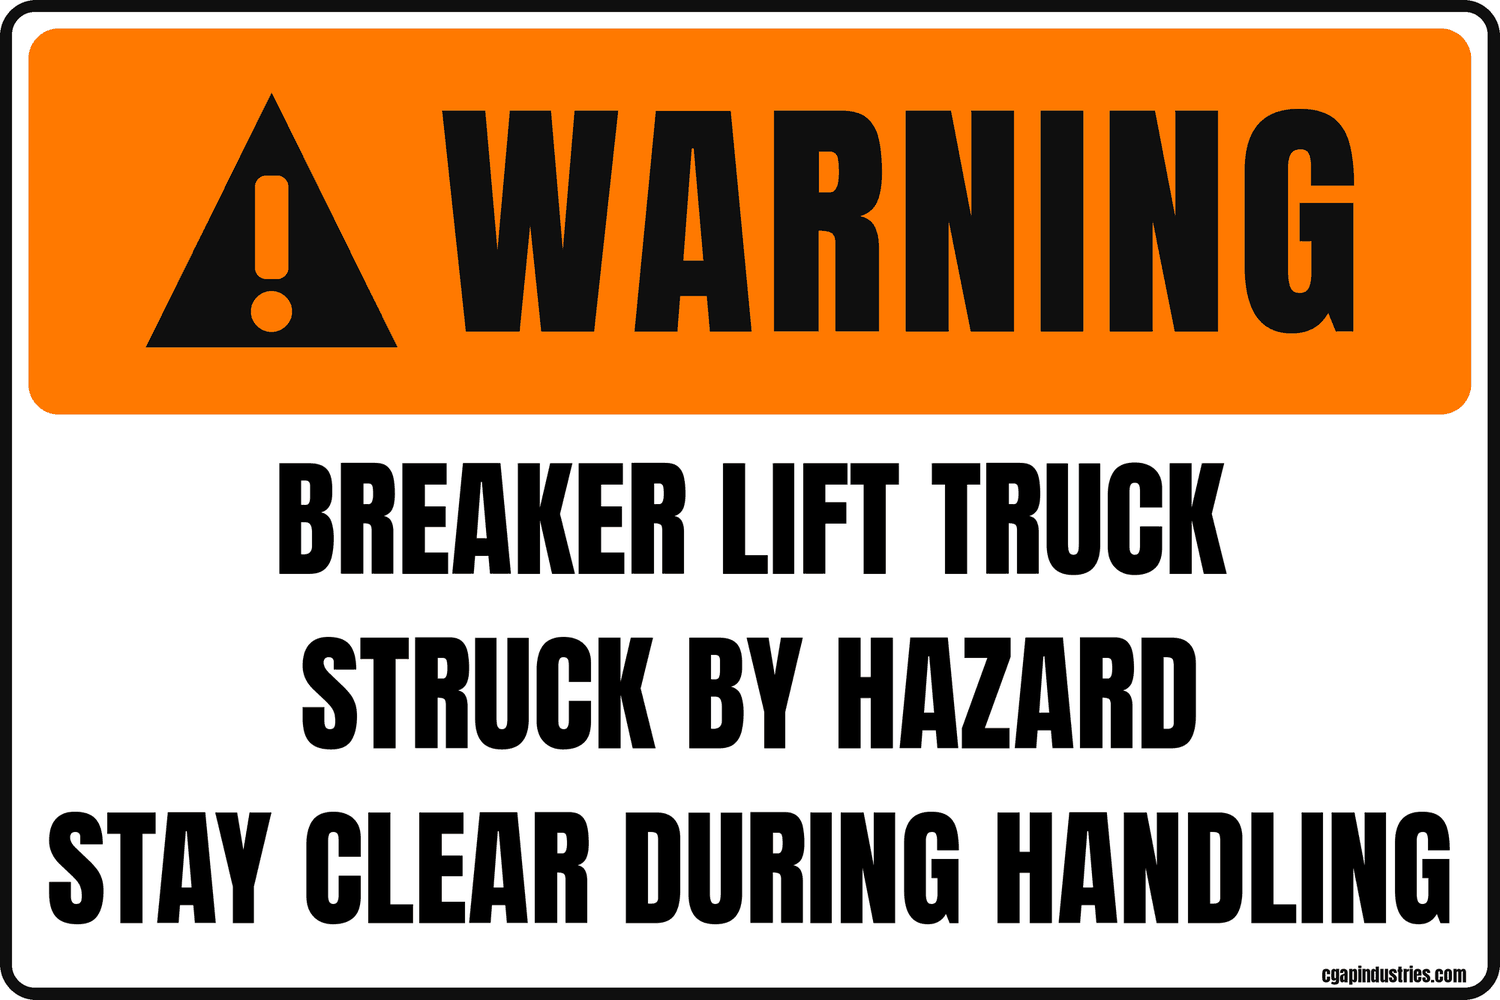 WARNING
BREAKER LIFT TRUCK
STRUCK BY HAZARD
STAY CLEAR DURING HANDLING
cgapindustries.com